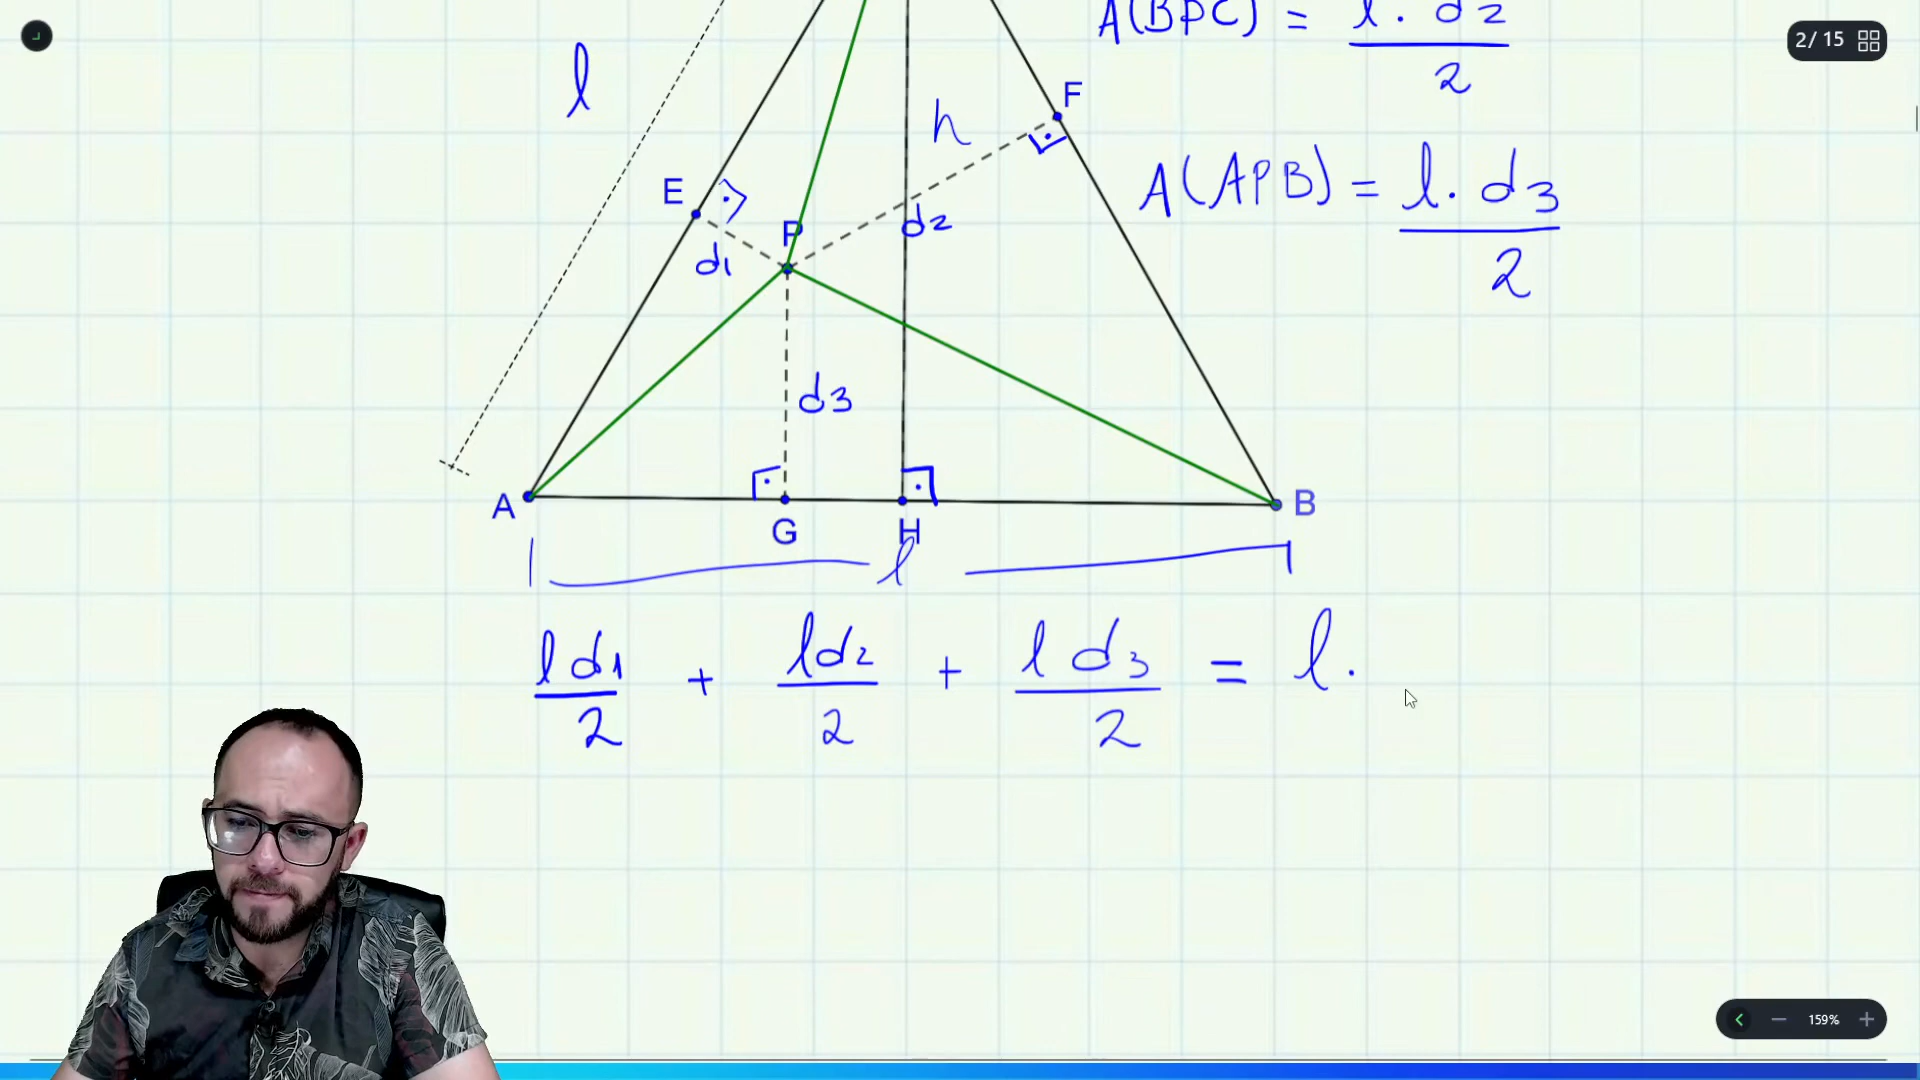 2/ 15
A(BPC) = l . d2 / 2
l
F
h
A(APB) = l . d3 / 2
E
P
d2
d1
d3
A
B
G
H
l
l d1 / 2 + l d2 / 2 + l d3 / 2 = l .
159%